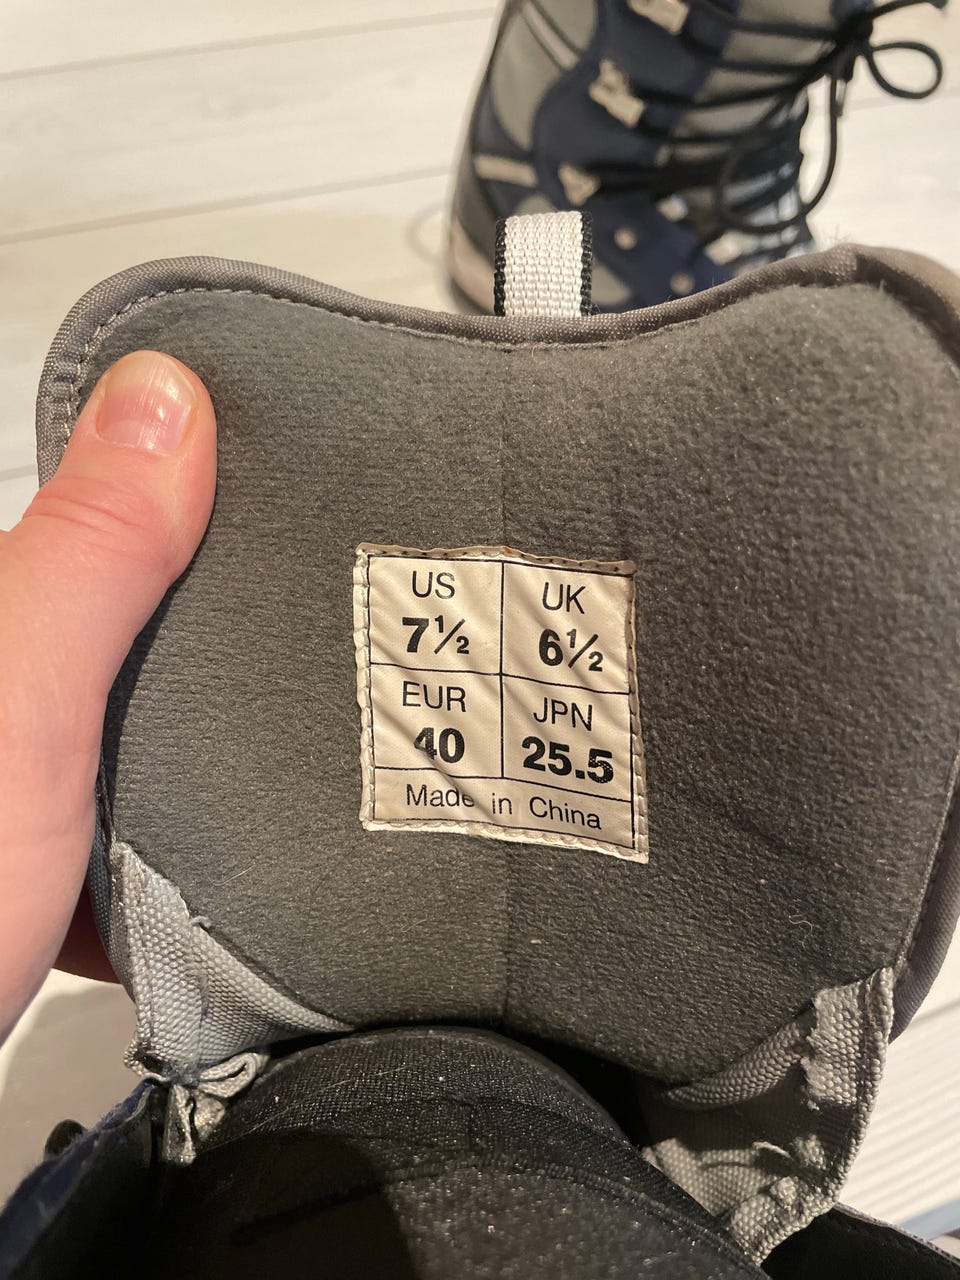 US UK
7½ 6½
EUR JPN
40 25.5
Made in China